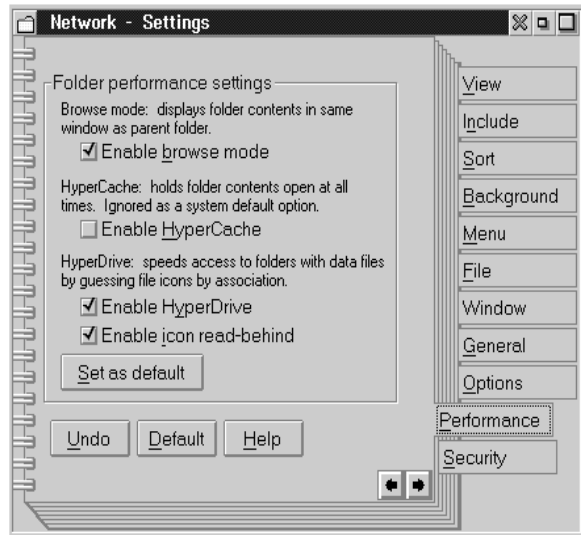 Network - Settings
Folder performance settings
Browse mode: displays folder contents in same
window as parent folder.
Enable browse mode
HyperCache: holds folder contents open at all
times. Ignored as a system default option.
Enable HyperCache
HyperDrive: speeds access to folders with data files
by guessing file icons by association.
Enable HyperDrive
Enable icon read-behind
Set as default
Undo
Default
Help
View
Include
Sort
Background
Menu
File
Window
General
Options
Performance
Security